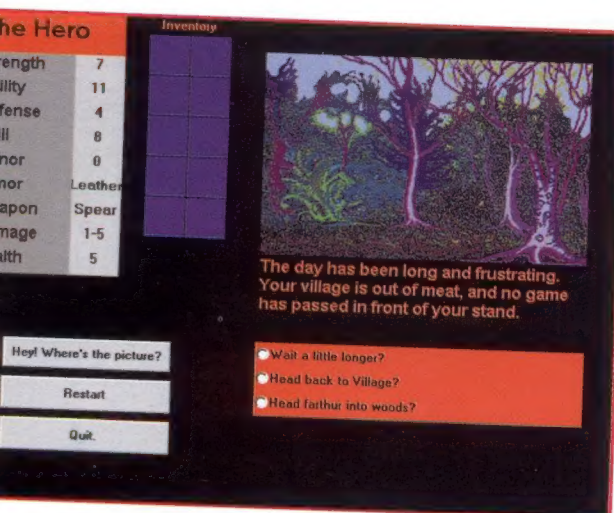 he Hero
rength 7
ility 11
fense 4
ill 8
nor 0
mor Leather
apon Spear
mage 1-5
alth 5
Inventory
The day has been long and frustrating.
Your village is out of meat, and no game
has passed in front of your stand.
Hey! Where's the picture?
Restart
Quit.
Wait a little longer?
Head back to Village?
Head farthur into woods?